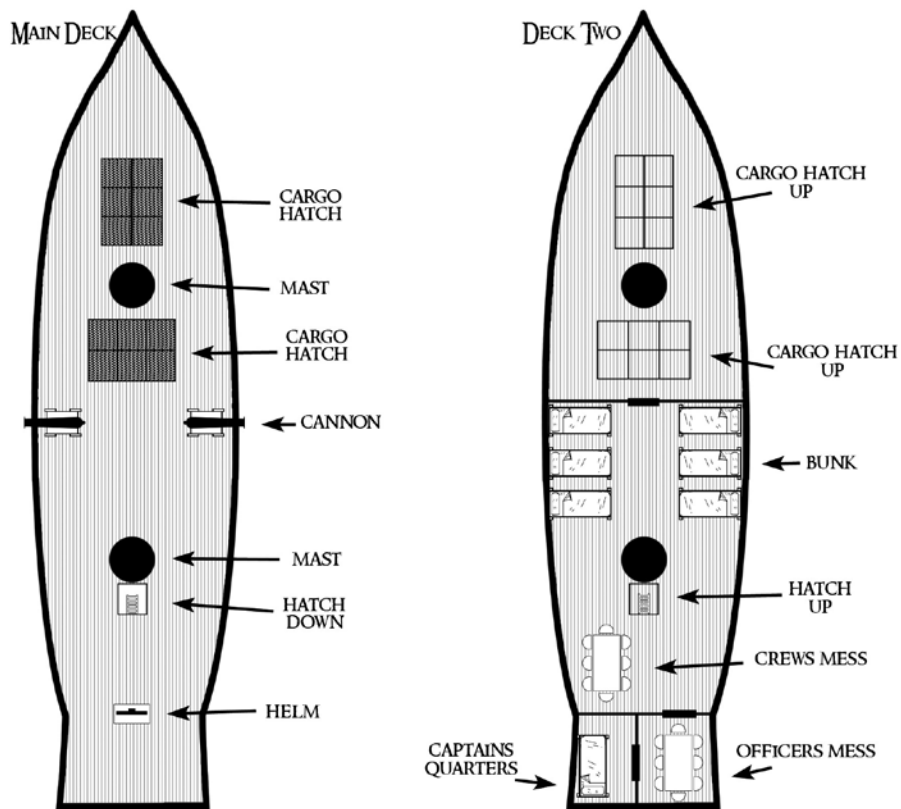 MAIN DECK
CARGO
HATCH
MAST
CARGO
HATCH
CANNON
MAST
HATCH
DOWN
HELM
DECK TWO
CARGO HATCH
UP
CARGO HATCH
UP
BUNK
HATCH
UP
CREWS MESS
CAPTAINS
QUARTERS
OFFICERS MESS